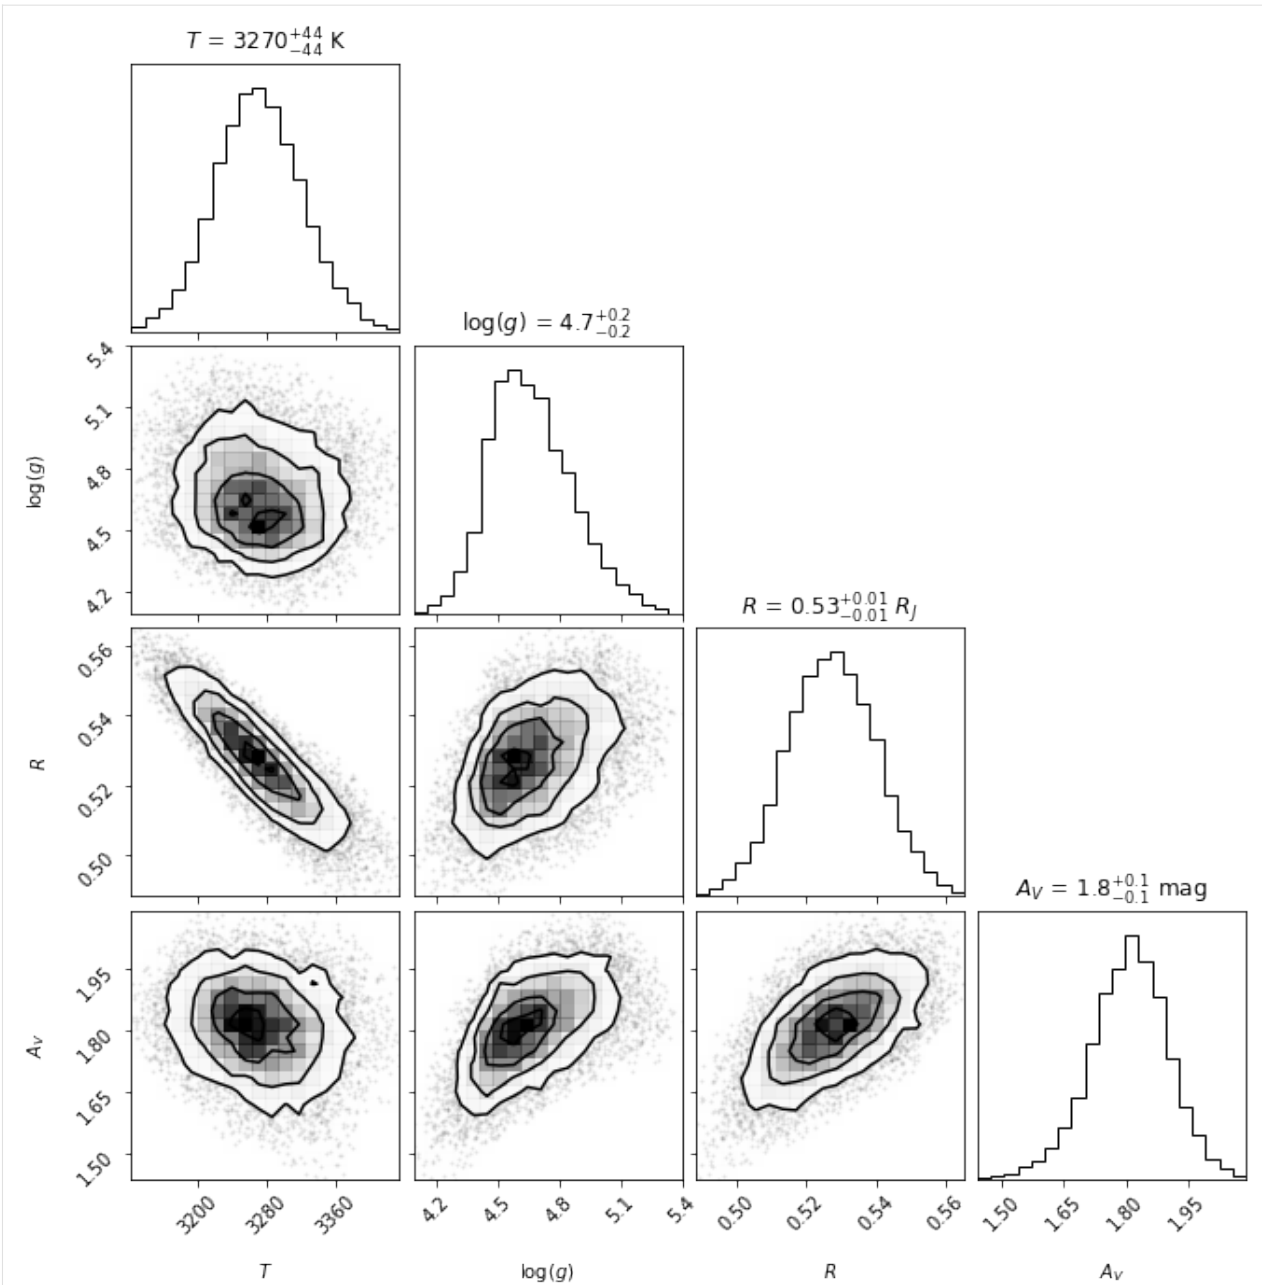 T = 3270+44−44 K
5.4
5.1
4.8
4.5
4.2
log(g)
log(g) = 4.7+0.2−0.2
0.56
0.54
0.52
0.50
R
R = 0.53+0.01−0.01 RJ
1.95
1.80
1.65
1.50
AV
AV = 1.8+0.1−0.1 mag
3200 3280 3360 4.2 4.5 4.8 5.1 5.4 0.50 0.52 0.54 0.56 1.50 1.65 1.80 1.95
T log(g) R AV